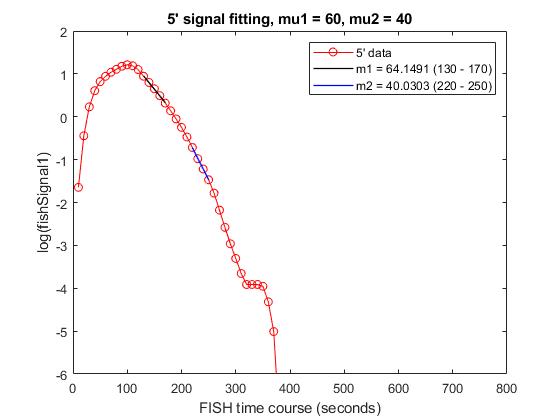 5' signal fitting, mu1 = 60, mu2 = 40
2
1
0
-1
-2
-3
-4
-5
-6
log(fishSignal1)
5' data
m1 = 64.1491 (130 - 170)
m2 = 40.0303 (220 - 250)
0 100 200 300 400 500 600 700 800
FISH time course (seconds)